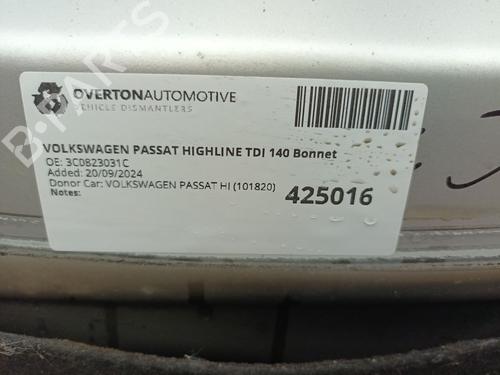 OVERTONAUTOMOTIVE
VEHICLE DISMANTLERS
VOLKSWAGEN PASSAT HIGHLINE TDI 140 Bonnet
OE: 3C0823031C
Added: 20/09/2024
Donor Car: VOLKSWAGEN PASSAT HI (101820)
Notes:
425016
B-PARTS